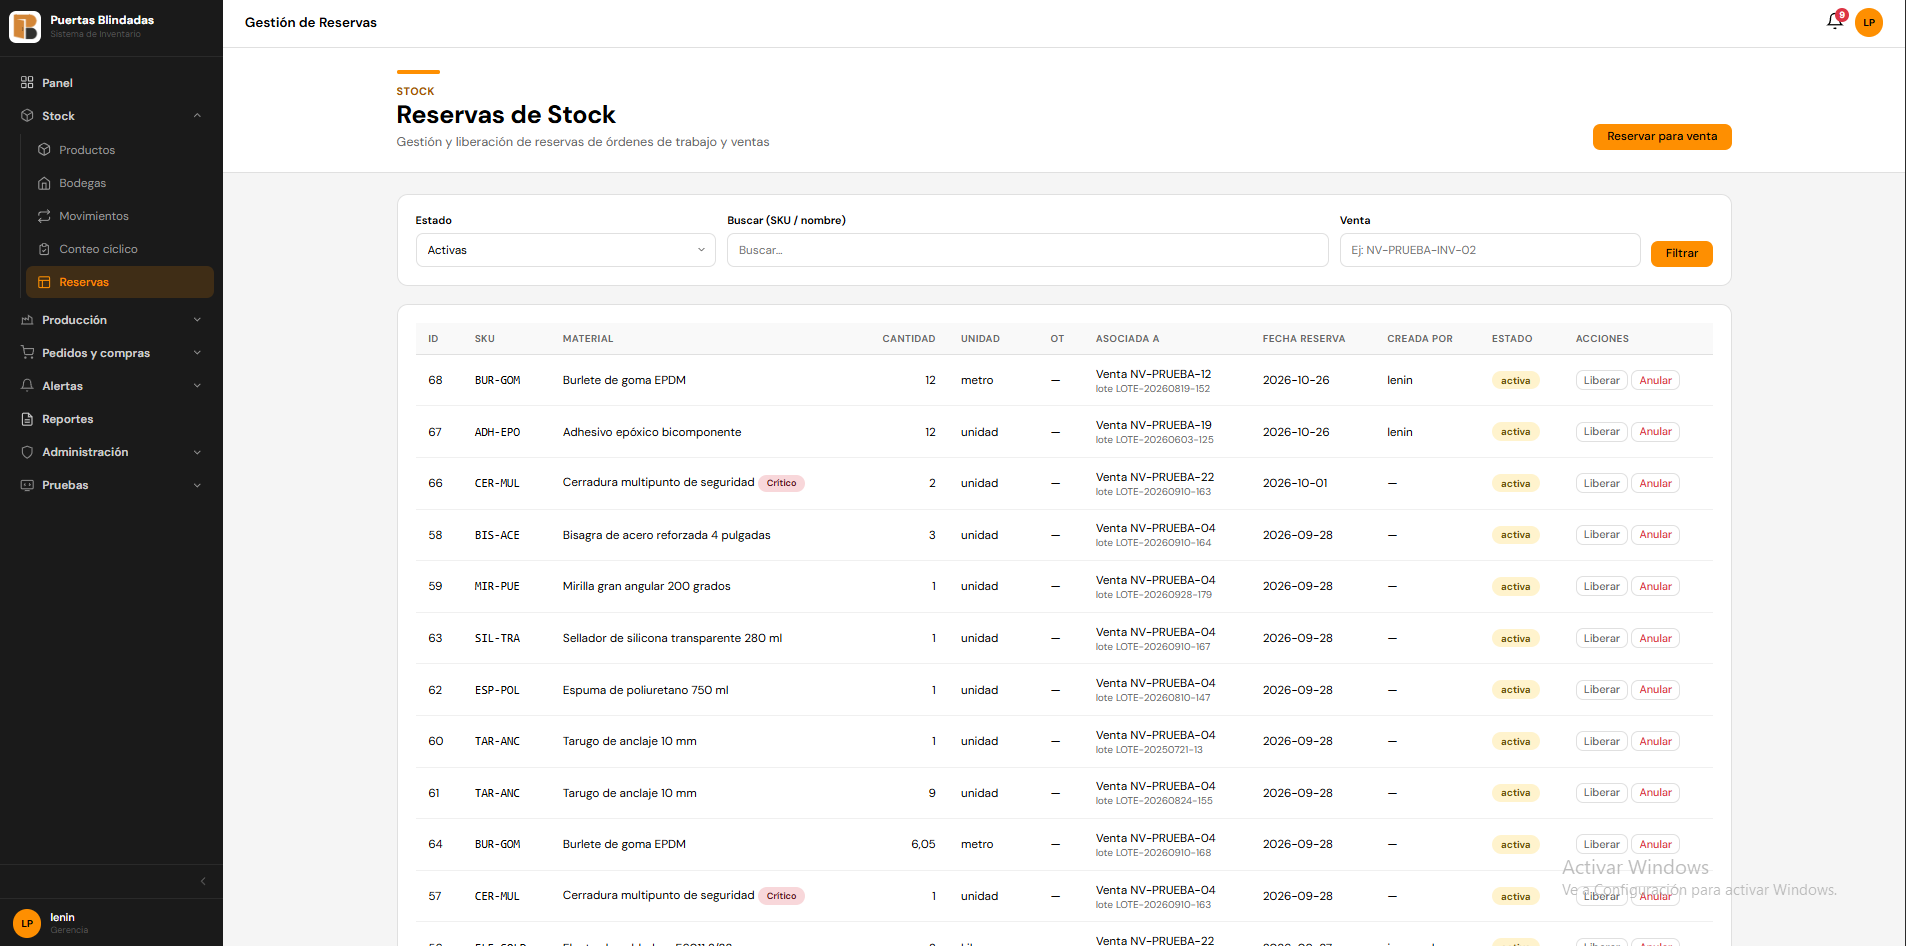 Puertas Blindadas
Sistema de Inventario
Gestión de Reservas
9
LP
Panel
Stock
Productos
Bodegas
Movimientos
Conteo cíclico
Reservas
Producción
Pedidos y compras
Alertas
Reportes
Administración
Pruebas
LP
lenin
Gerencia
STOCK
Reservas de Stock
Gestión y liberación de reservas de órdenes de trabajo y ventas
Reservar para venta
Estado
Activas
Buscar (SKU / nombre)
Buscar...
Venta
Ej: NV-PRUEBA-INV-02
Filtrar
ID SKU MATERIAL CANTIDAD UNIDAD OT ASOCIADA A FECHA RESERVA CREADA POR ESTADO ACCIONES
68 BUR-GOM Burlete de goma EPDM 12 metro — Venta NV-PRUEBA-12 2026-10-26 lenin activa Liberar Anular
lote LOTE-20260819-152
67 ADH-EPO Adhesivo epóxico bicomponente 12 unidad — Venta NV-PRUEBA-19 2026-10-26 lenin activa Liberar Anular
lote LOTE-20260603-125
66 CER-MUL Cerradura multipunto de seguridad Crítico 2 unidad — Venta NV-PRUEBA-22 2026-10-01 — activa Liberar Anular
lote LOTE-20260910-163
58 BIS-ACE Bisagra de acero reforzada 4 pulgadas 3 unidad — Venta NV-PRUEBA-04 2026-09-28 — activa Liberar Anular
lote LOTE-20260910-164
59 MIR-PUE Mirilla gran angular 200 grados 1 unidad — Venta NV-PRUEBA-04 2026-09-28 — activa Liberar Anular
lote LOTE-20260928-179
63 SIL-TRA Sellador de silicona transparente 280 ml 1 unidad — Venta NV-PRUEBA-04 2026-09-28 — activa Liberar Anular
lote LOTE-20260910-167
62 ESP-POL Espuma de poliuretano 750 ml 1 unidad — Venta NV-PRUEBA-04 2026-09-28 — activa Liberar Anular
lote LOTE-20260810-147
60 TAR-ANC Tarugo de anclaje 10 mm 1 unidad — Venta NV-PRUEBA-04 2026-09-28 — activa Liberar Anular
lote LOTE-20250721-13
61 TAR-ANC Tarugo de anclaje 10 mm 9 unidad — Venta NV-PRUEBA-04 2026-09-28 — activa Liberar Anular
lote LOTE-20260824-155
64 BUR-GOM Burlete de goma EPDM 6,05 metro — Venta NV-PRUEBA-04 2026-09-28 — activa Liberar Anular
lote LOTE-20260910-168
57 CER-MUL Cerradura multipunto de seguridad Crítico 1 unidad — Venta NV-PRUEBA-04 2026-09-28 — activa Liberar Anular
lote LOTE-20260910-163
Venta NV-PRUEBA-22
Activar Windows
Ve a Configuración para activar Windows.